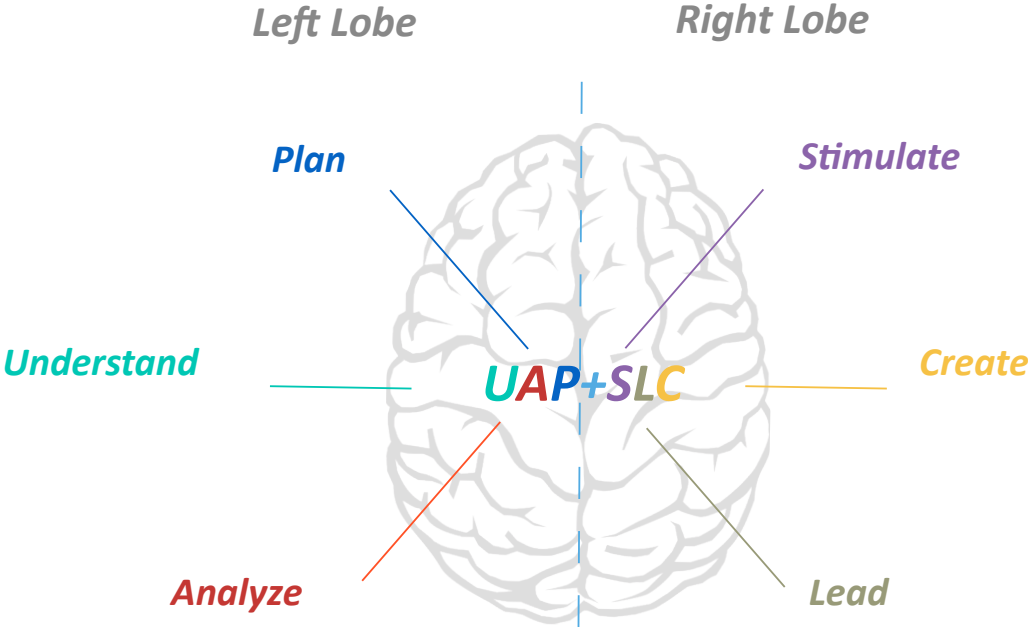 Left Lobe
Right Lobe
Plan
Stimulate
Understand
UAP+SLC
Create
Analyze
Lead